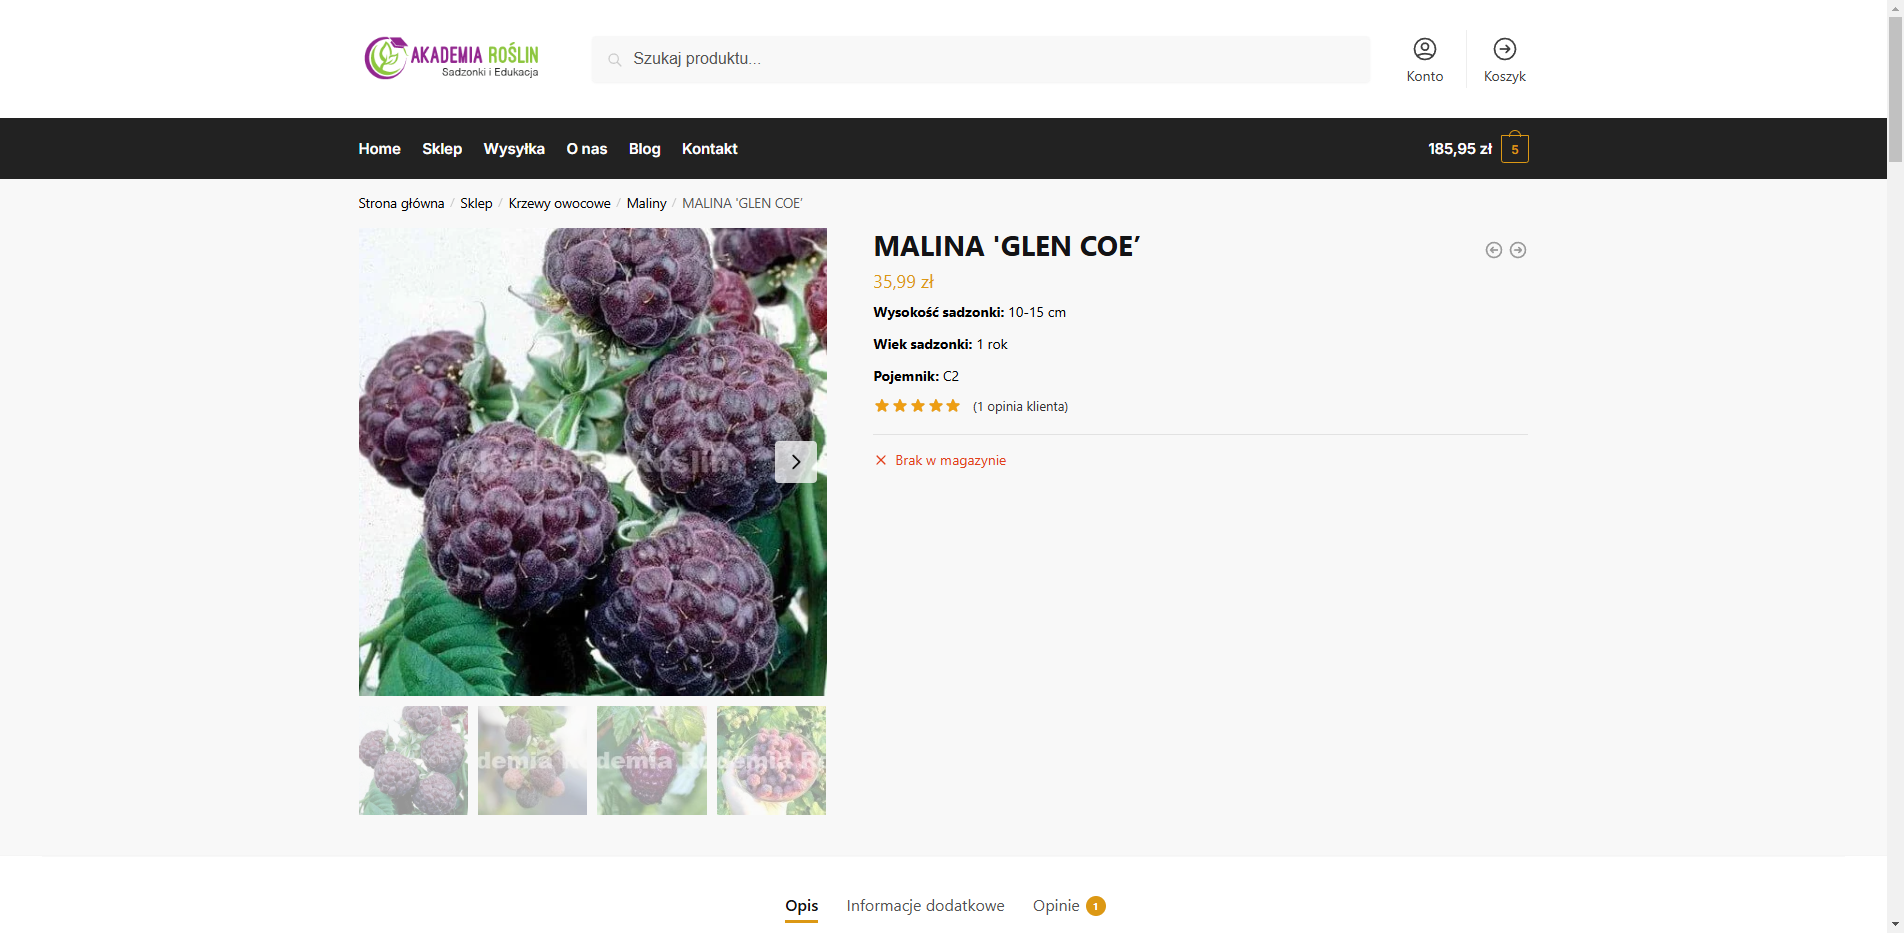 AKADEMIA ROŚLIN
Sadzonki i Edukacja
Szukaj produktu...
Konto
Koszyk
Home
Sklep
Wysyłka
O nas
Blog
Kontakt
185,95 zł
5
Strona główna / Sklep / Krzewy owocowe / Maliny / MALINA 'GLEN COE’
MALINA 'GLEN COE’
35,99 zł
Wysokość sadzonki: 10-15 cm
Wiek sadzonki: 1 rok
Pojemnik: C2
(1 opinia klienta)
Brak w magazynie
Akademia Roślin
Opis
Informacje dodatkowe
Opinie 1